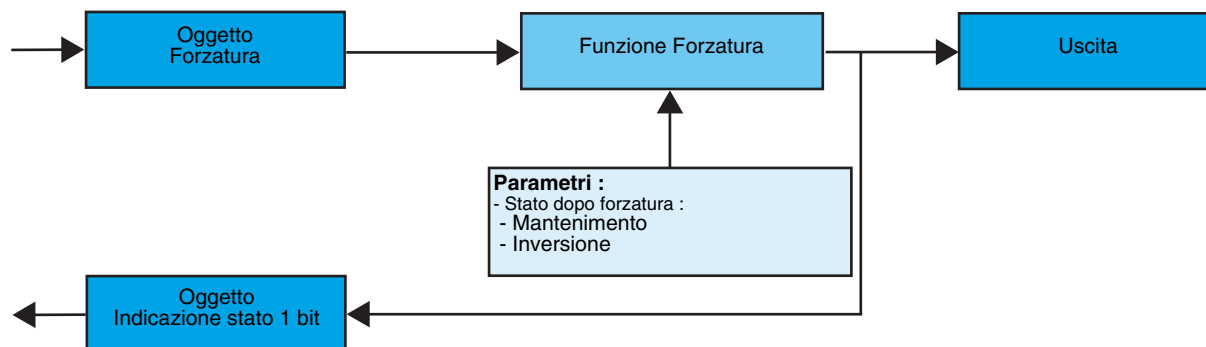 Oggetto
Forzatura
Funzione Forzatura
Uscita
Parametri :
- Stato dopo forzatura :
- Mantenimento
- Inversione
Oggetto
Indicazione stato 1 bit